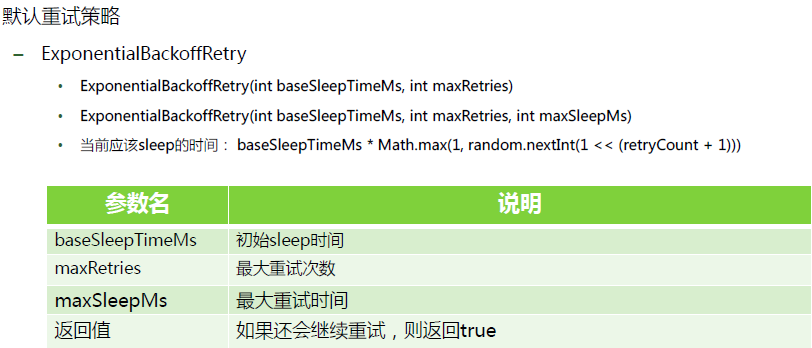 默认重试策略
– ExponentialBackoffRetry
• ExponentialBackoffRetry(int baseSleepTimeMs, int maxRetries)
• ExponentialBackoffRetry(int baseSleepTimeMs, int maxRetries, int maxSleepMs)
• 当前应该sleep的时间： baseSleepTimeMs * Math.max(1, random.nextInt(1 << (retryCount + 1)))
参数名 说明
baseSleepTimeMs 初始sleep时间
maxRetries 最大重试次数
maxSleepMs 最大重试时间
返回值 如果还会继续重试，则返回true